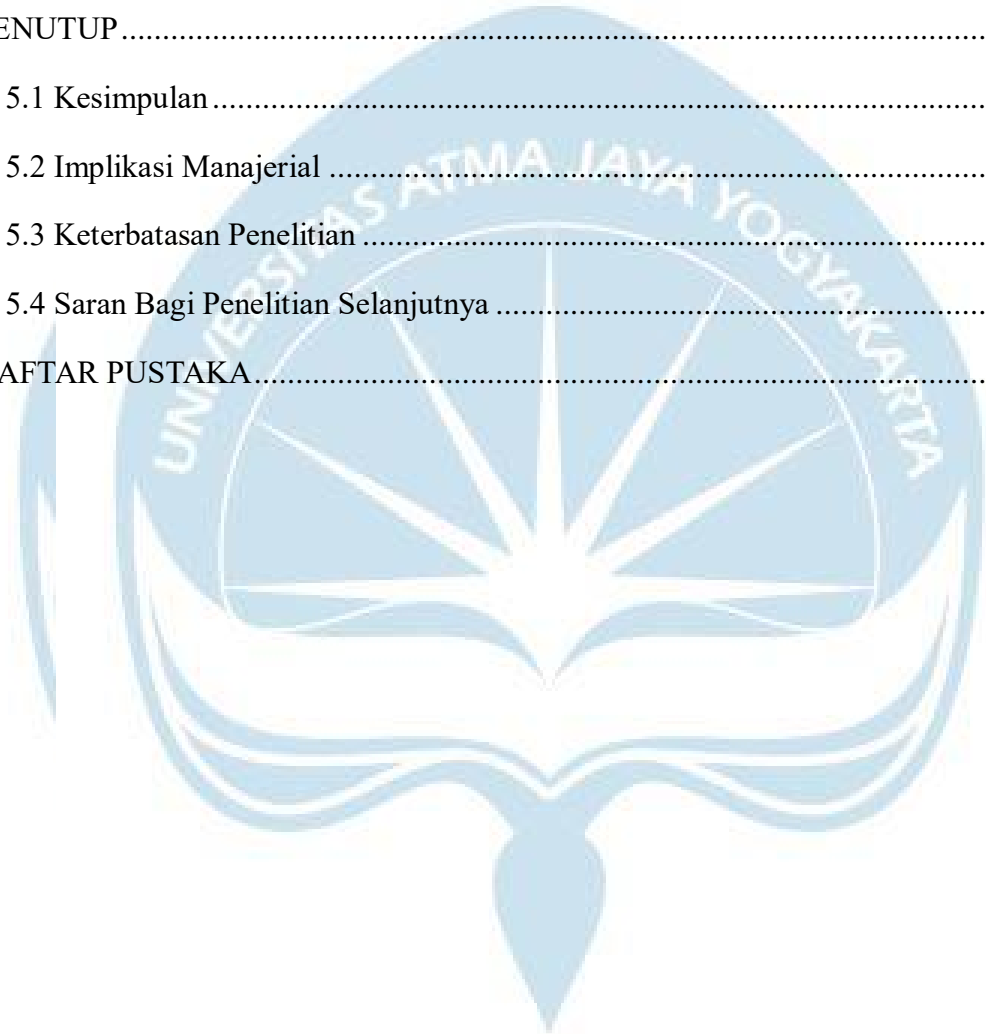 ENUTUP........................................................................................................
5.1 Kesimpulan.............................................................................................
5.2 Implikasi Manajerial ...............................................................................
5.3 Keterbatasan Penelitian...........................................................................
5.4 Saran Bagi Penelitian Selanjutnya ...........................................................
AFTAR PUSTAKA.........................................................................................
UNIVERSITAS ATMA JAYA YOGYAKARTA